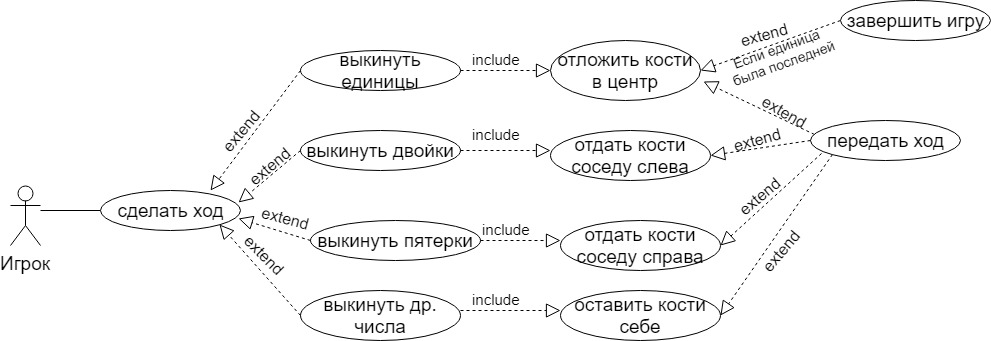 завершить игру
extend
Если единица
была последней
выкинуть
единицы
include
отложить кости
в центр
extend
extend
выкинуть двойки
include
отдать кости
соседу слева
extend
передать ход
extend
сделать ход
Игрок
extend
выкинуть пятерки
include
отдать кости
соседу справа
extend
extend
выкинуть др.
числа
include
оставить кости
себе
extend